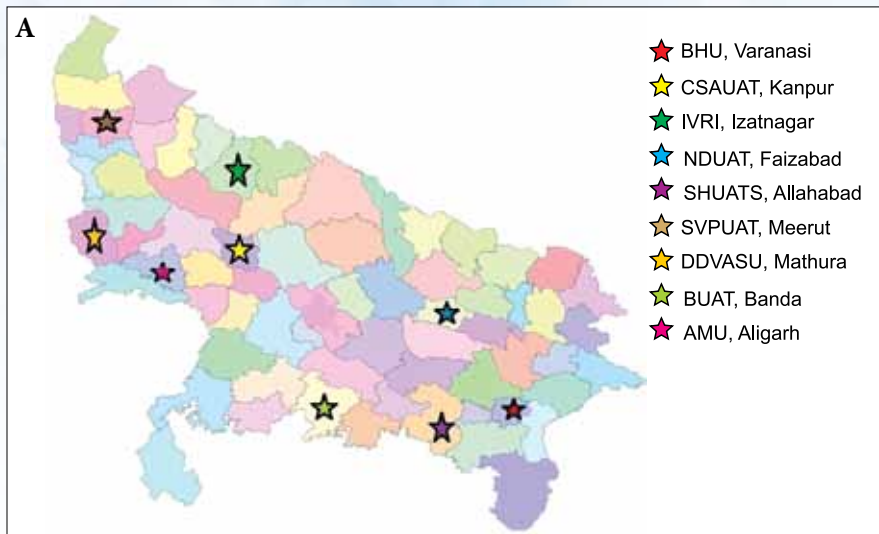 A
BHU, Varanasi
CSAUAT, Kanpur
IVRI, Izatnagar
NDUAT, Faizabad
SHUATS, Allahabad
SVPUAT, Meerut
DDVASU, Mathura
BUAT, Banda
AMU, Aligarh